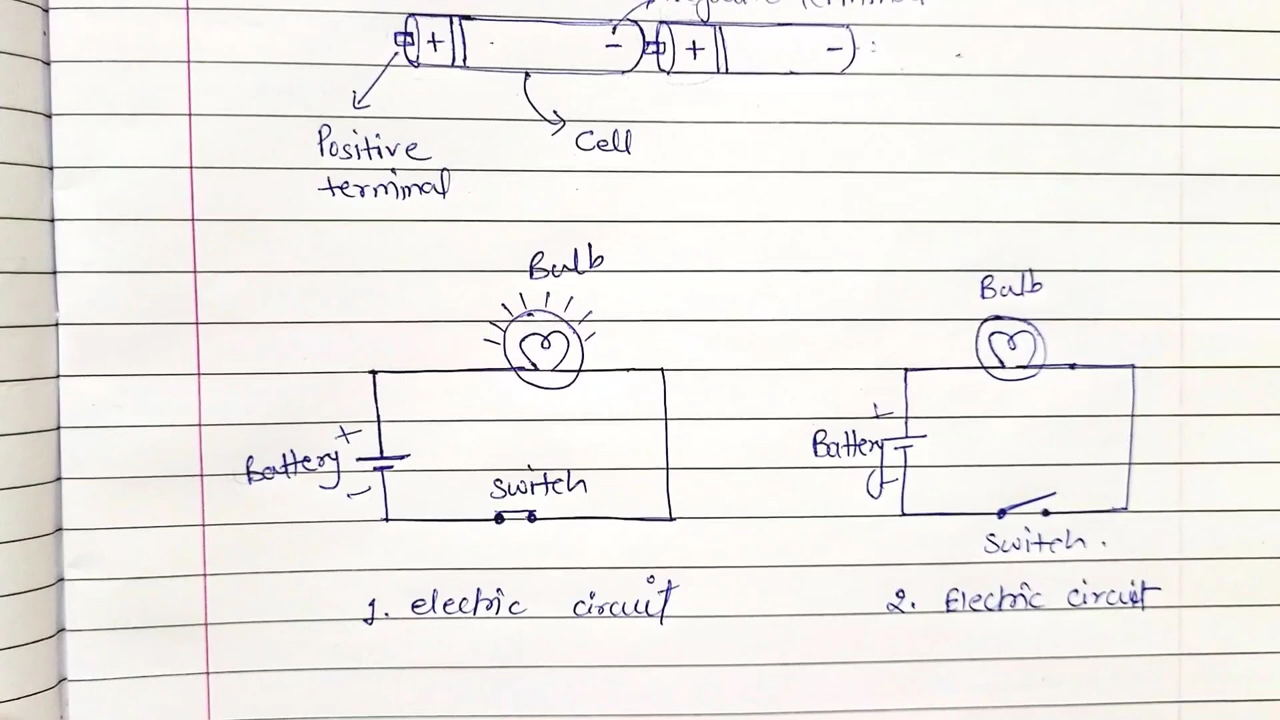 + - + -
Positive
terminal
Cell
Bulb
Bulb
+
Battery
-
Switch
+
Battery
-
Switch.
1. electric circuit
2. Electric circuit